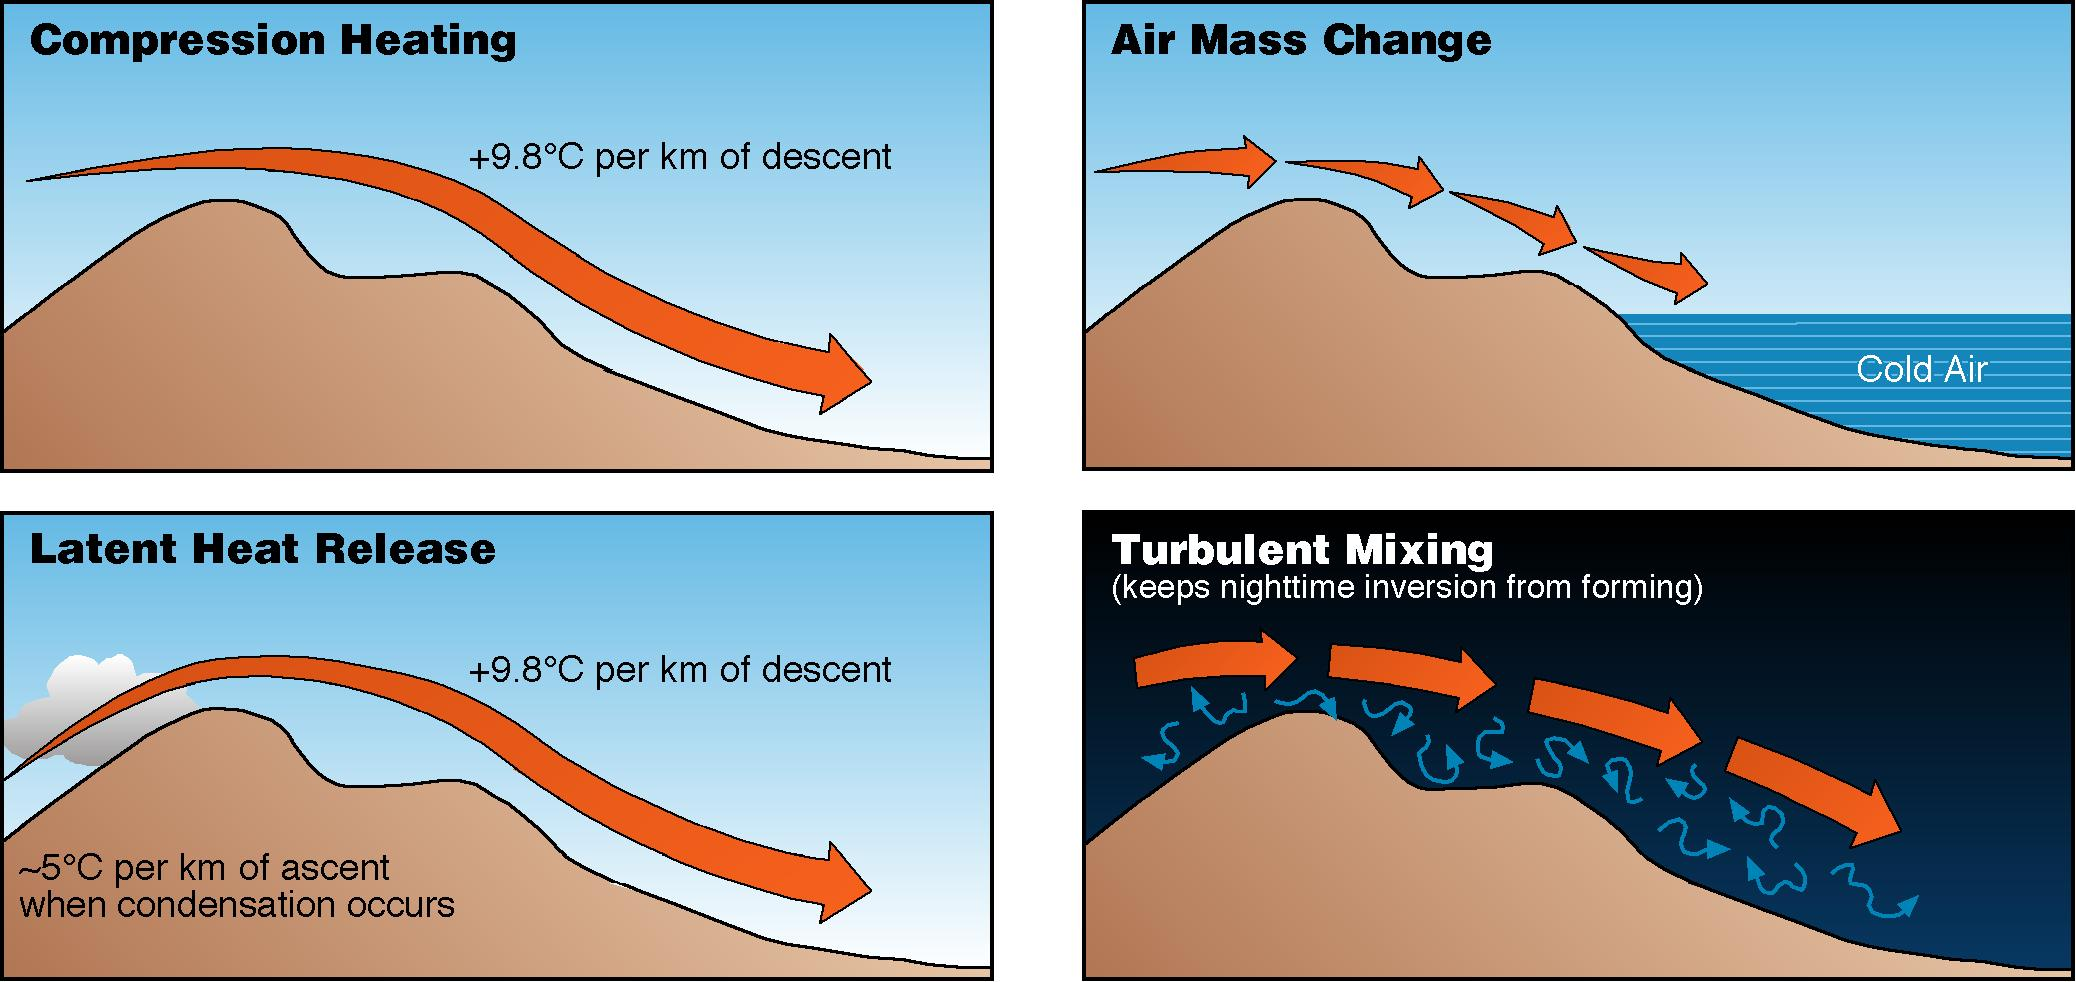 Compression Heating
+9.8°C per km of descent
Air Mass Change
Cold Air
Latent Heat Release
+9.8°C per km of descent
~5°C per km of ascent
when condensation occurs
Turbulent Mixing
(keeps nighttime inversion from forming)